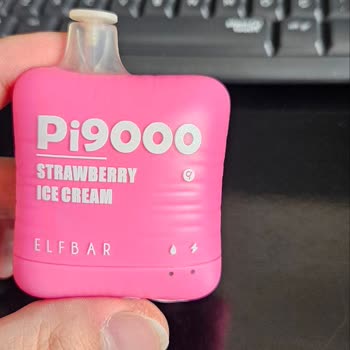 Pi9000
STRAWBERRY
ICE CREAM
ELFBAR